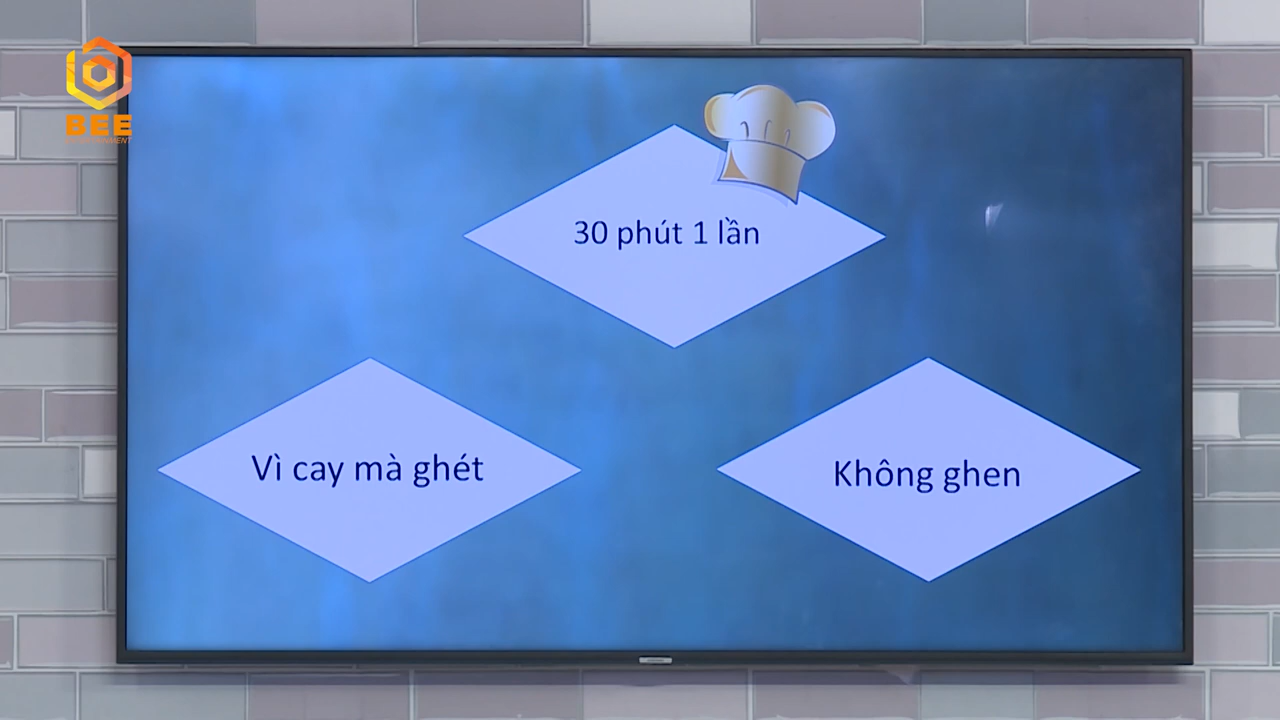 BEE
30 phút 1 lần
Vì cay mà ghét
Không ghen